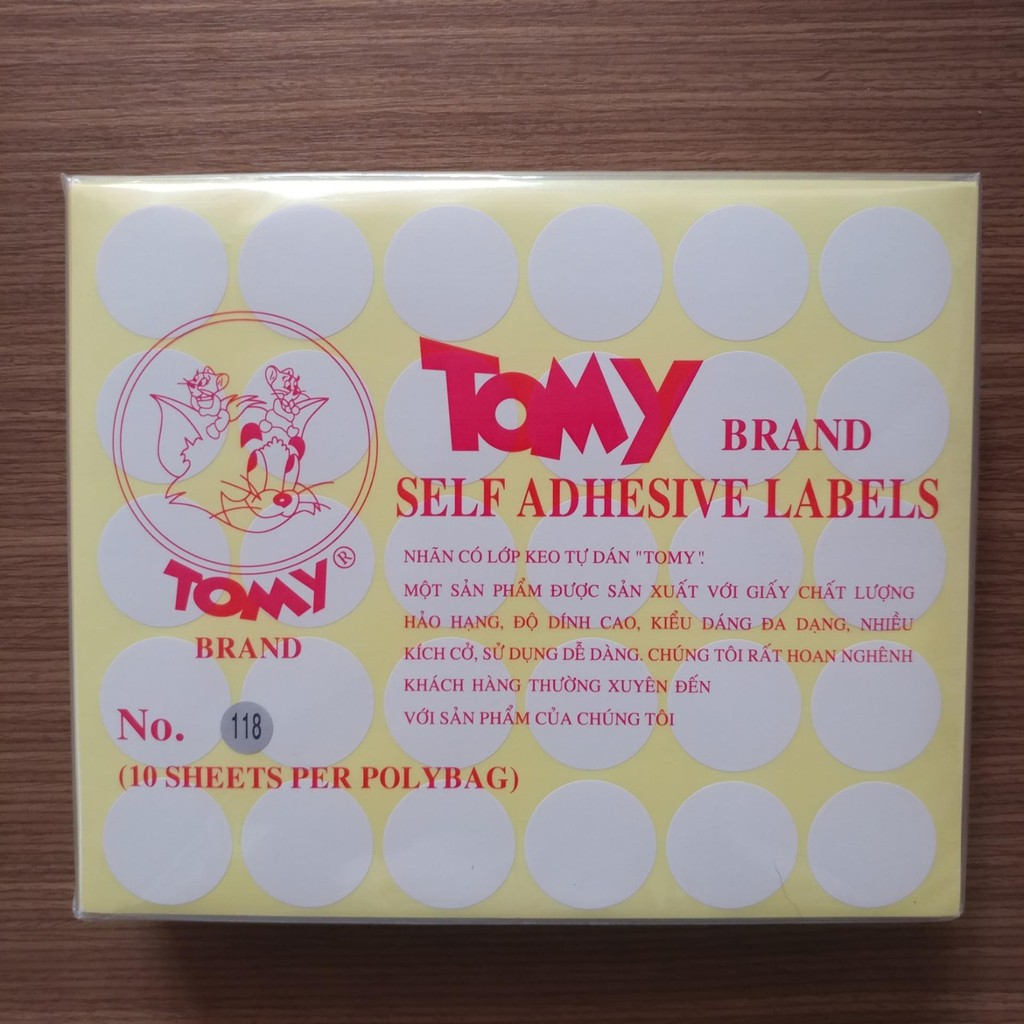 TOMY BRAND
SELF ADHESIVE LABELS
NHÃN CÓ LỚP KEO TỰ DÁN "TOMY".
MỘT SẢN PHẨM ĐƯỢC SẢN XUẤT VỚI GIẤY CHẤT LƯỢNG
HẢO HẠNG, ĐỘ DÍNH CAO, KIỂU DÁNG ĐA DẠNG, NHIỀU
KÍCH CỞ, SỬ DỤNG DỄ DÀNG. CHÚNG TÔI RẤT HOAN NGHÊNH
KHÁCH HÀNG THƯỜNG XUYÊN ĐẾN
VỚI SẢN PHẨM CỦA CHÚNG TÔI
TOMY®
BRAND
No. 118
(10 SHEETS PER POLYBAG)